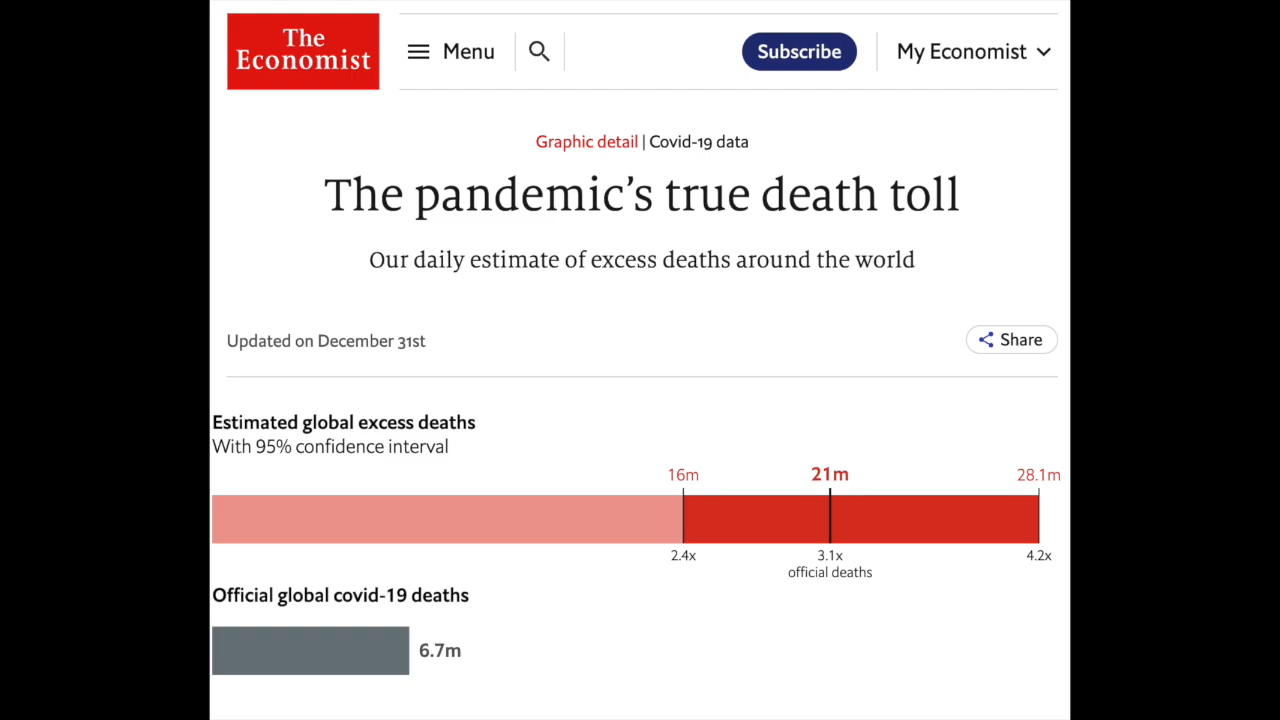 The
Economist
Menu
Subscribe
My Economist
Graphic detail | Covid-19 data
The pandemic’s true death toll
Our daily estimate of excess deaths around the world
Updated on December 31st
Share
Estimated global excess deaths
With 95% confidence interval
16m
21m
28.1m
2.4x
3.1x
4.2x
official deaths
Official global covid-19 deaths
6.7m